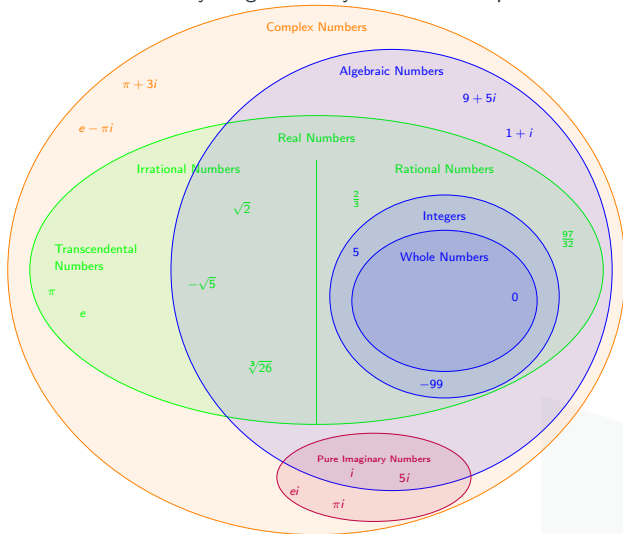 Complex Numbers
Algebraic Numbers
π + 3i
9 + 5i
e − πi
1 + i
Real Numbers
Irrational Numbers
Rational Numbers
√2
2/3
Integers
97/32
Transcendental
Numbers
5
Whole Numbers
−√5
π
0
e
∛26
−99
Pure Imaginary Numbers
i
5i
ei
πi